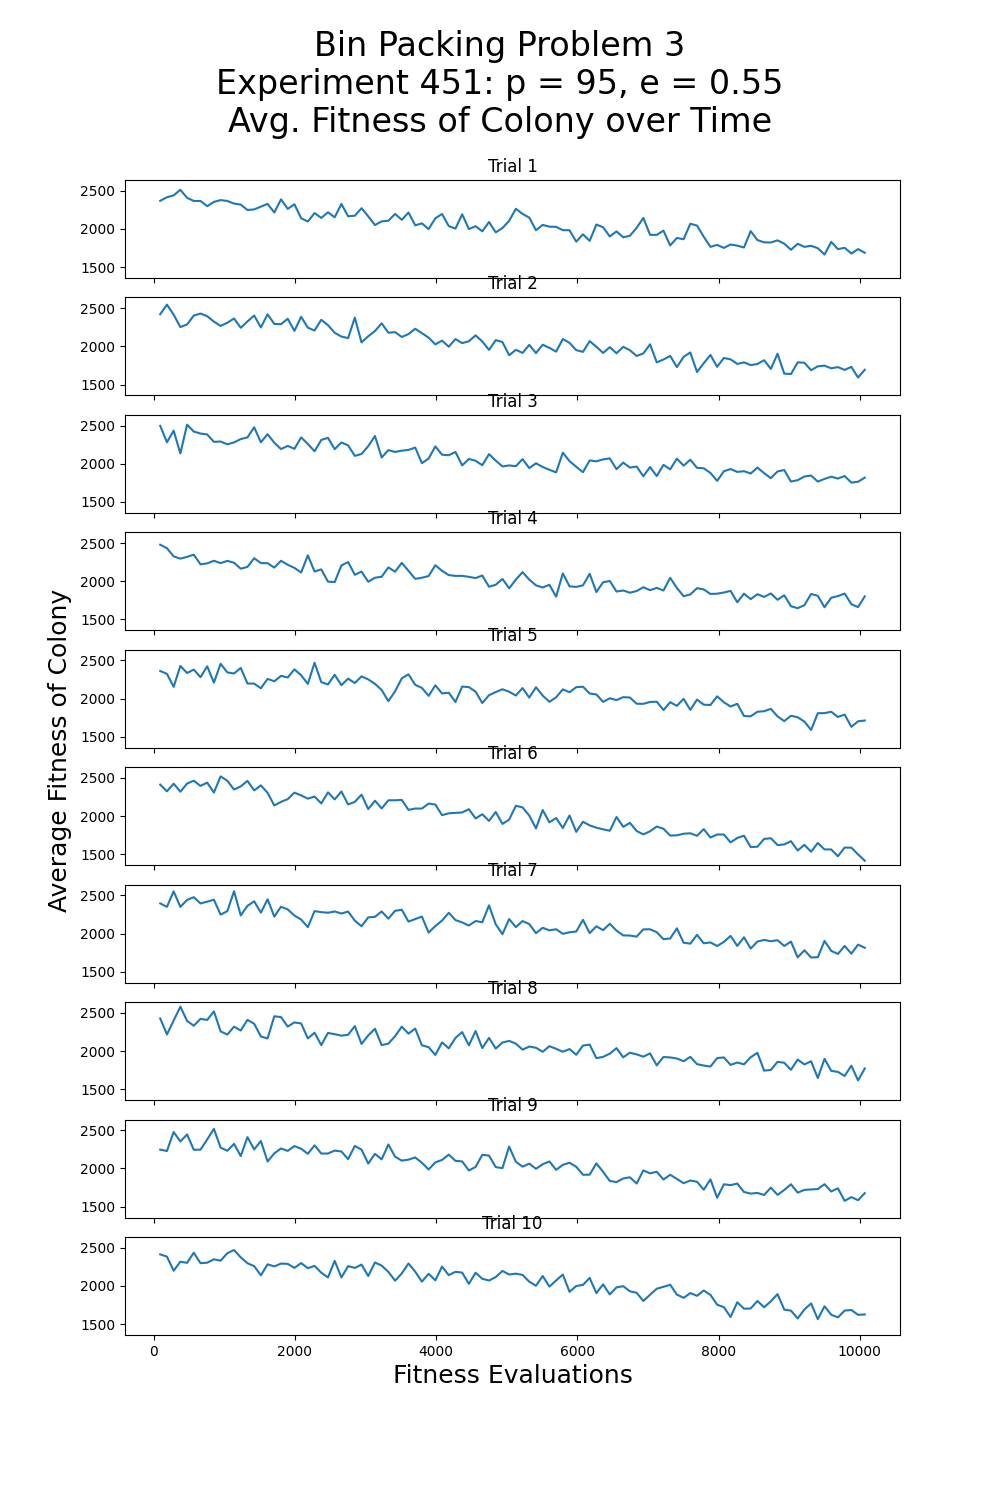 Bin Packing Problem 3
Experiment 451: p = 95, e = 0.55
Avg. Fitness of Colony over Time
Trial 1
2500
2000
1500
Trial 2
2500
2000
1500
Trial 3
2500
2000
1500
Trial 4
2500
2000
1500
Trial 5
2500
2000
1500
Trial 6
2500
2000
1500
Trial 7
2500
2000
1500
Trial 8
2500
2000
1500
Trial 9
2500
2000
1500
Trial 10
2500
2000
1500
0 2000 4000 6000 8000 10000
Fitness Evaluations
Average Fitness of Colony